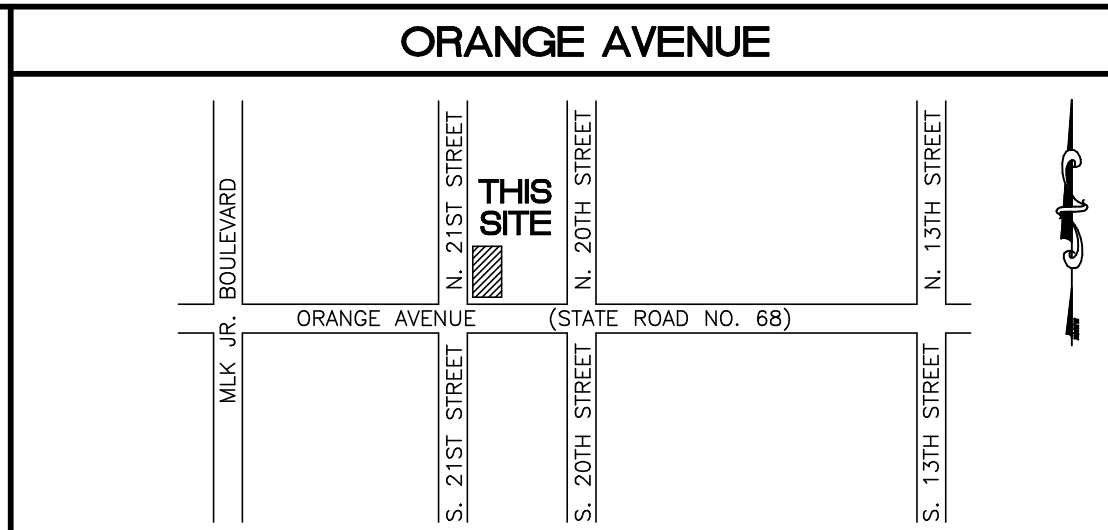 ORANGE AVENUE
MLK JR. BOULEVARD
N. 21ST STREET
THIS
SITE
N. 20TH STREET
N. 13TH STREET
ORANGE AVENUE (STATE ROAD NO. 68)
S. 21ST STREET
S. 20TH STREET
S. 13TH STREET